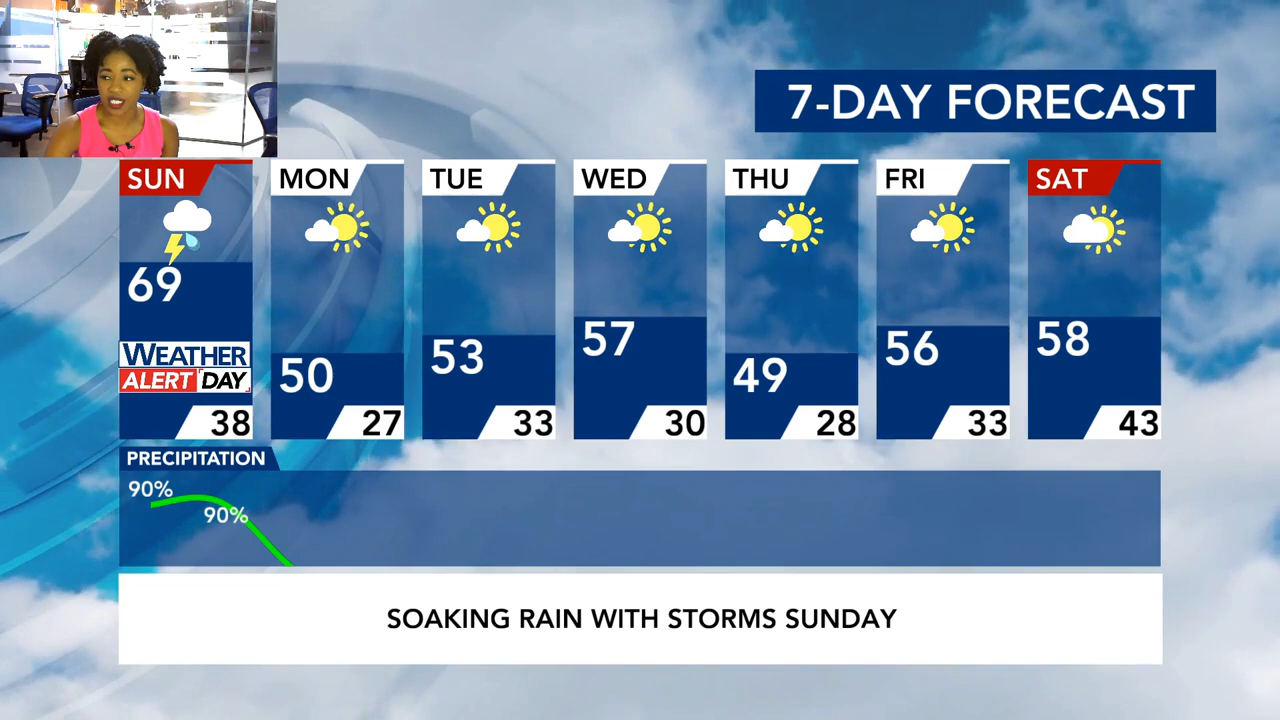 7-DAY FORECAST
SUN MON TUE WED THU FRI SAT
69 50 53 57 49 56 58
WEATHER
ALERT DAY
38 27 33 30 28 33 43
PRECIPITATION
90%
90%
SOAKING RAIN WITH STORMS SUNDAY